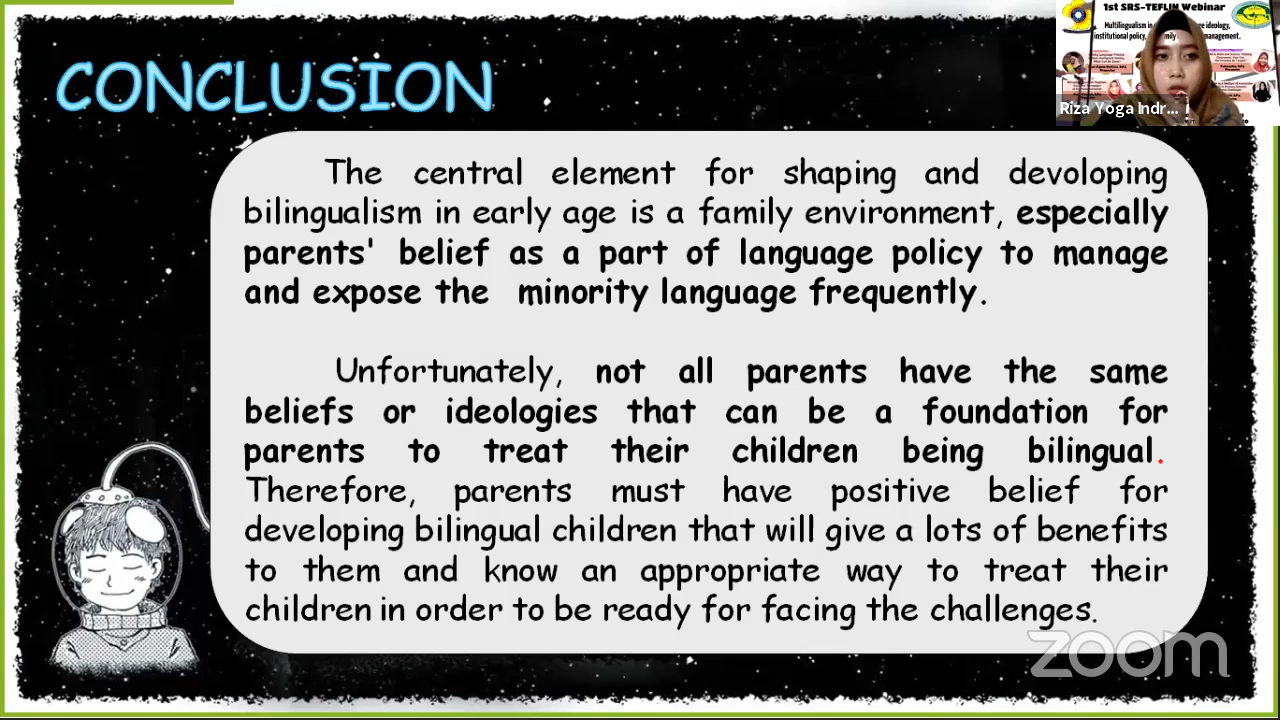 CONCLUSION
1st SRS-TEFLIN Webinar
Riza Yoga Indr...
The central element for shaping and devoloping
bilingualism in early age is a family environment, especially
parents' belief as a part of language policy to manage
and expose the minority language frequently.
Unfortunately, not all parents have the same
beliefs or ideologies that can be a foundation for
parents to treat their children being bilingual.
Therefore, parents must have positive belief for
developing bilingual children that will give a lots of benefits
to them and know an appropriate way to treat their
children in order to be ready for facing the challenges.
zoom